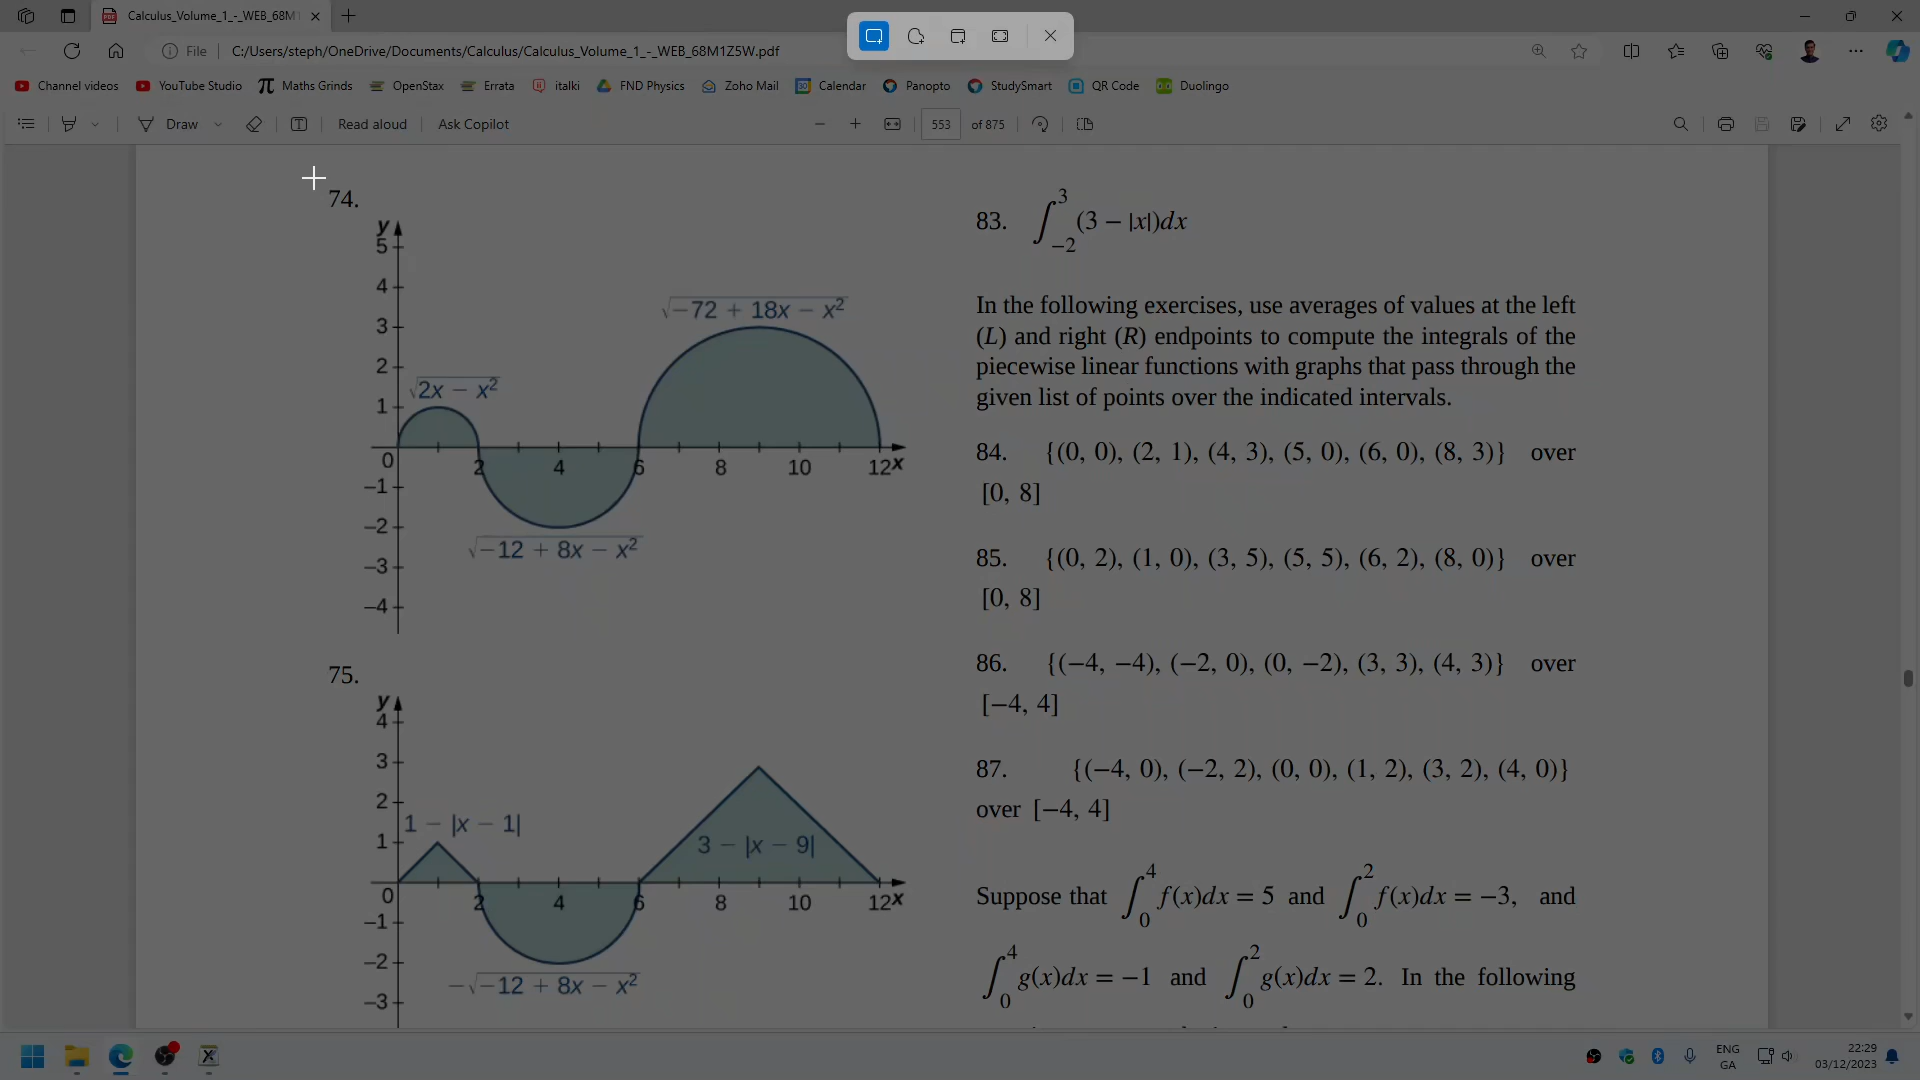 Calculus_Volume_1_-_WEB_68M1
File
C:/Users/steph/OneDrive/Documents/Calculus/Calculus_Volume_1_-_WEB_68M1Z5W.pdf
Channel videos YouTube Studio Maths Grinds OpenStax Errata italki FND Physics Zoho Mail Calendar Panopto StudySmart QR Code Duolingo
Draw Read aloud Ask Copilot 553 of 875
74.
y
5
4
3
2
1
0
−1
−2
−3
−4
2 4 6 8 10 12 x
√2x − x²
√−72 + 18x − x²
√−12 + 8x − x²
75.
y
4
3
2
1
0
−1
−2
−3
2 4 6 8 10 12 x
1 − |x − 1|
3 − |x − 9|
−√−12 + 8x − x²
83. ∫_{−2}^{3} (3 − |x|)dx
In the following exercises, use averages of values at the left
(L) and right (R) endpoints to compute the integrals of the
piecewise linear functions with graphs that pass through the
given list of points over the indicated intervals.
84. {(0, 0), (2, 1), (4, 3), (5, 0), (6, 0), (8, 3)} over
[0, 8]
85. {(0, 2), (1, 0), (3, 5), (5, 5), (6, 2), (8, 0)} over
[0, 8]
86. {(−4, −4), (−2, 0), (0, −2), (3, 3), (4, 3)} over
[−4, 4]
87. {(−4, 0), (−2, 2), (0, 0), (1, 2), (3, 2), (4, 0)}
over [−4, 4]
Suppose that ∫_{0}^{4} f(x)dx = 5 and ∫_{0}^{2} f(x)dx = −3, and
∫_{0}^{4} g(x)dx = −1 and ∫_{0}^{2} g(x)dx = 2. In the following
ENG
GA
22:29
03/12/2023